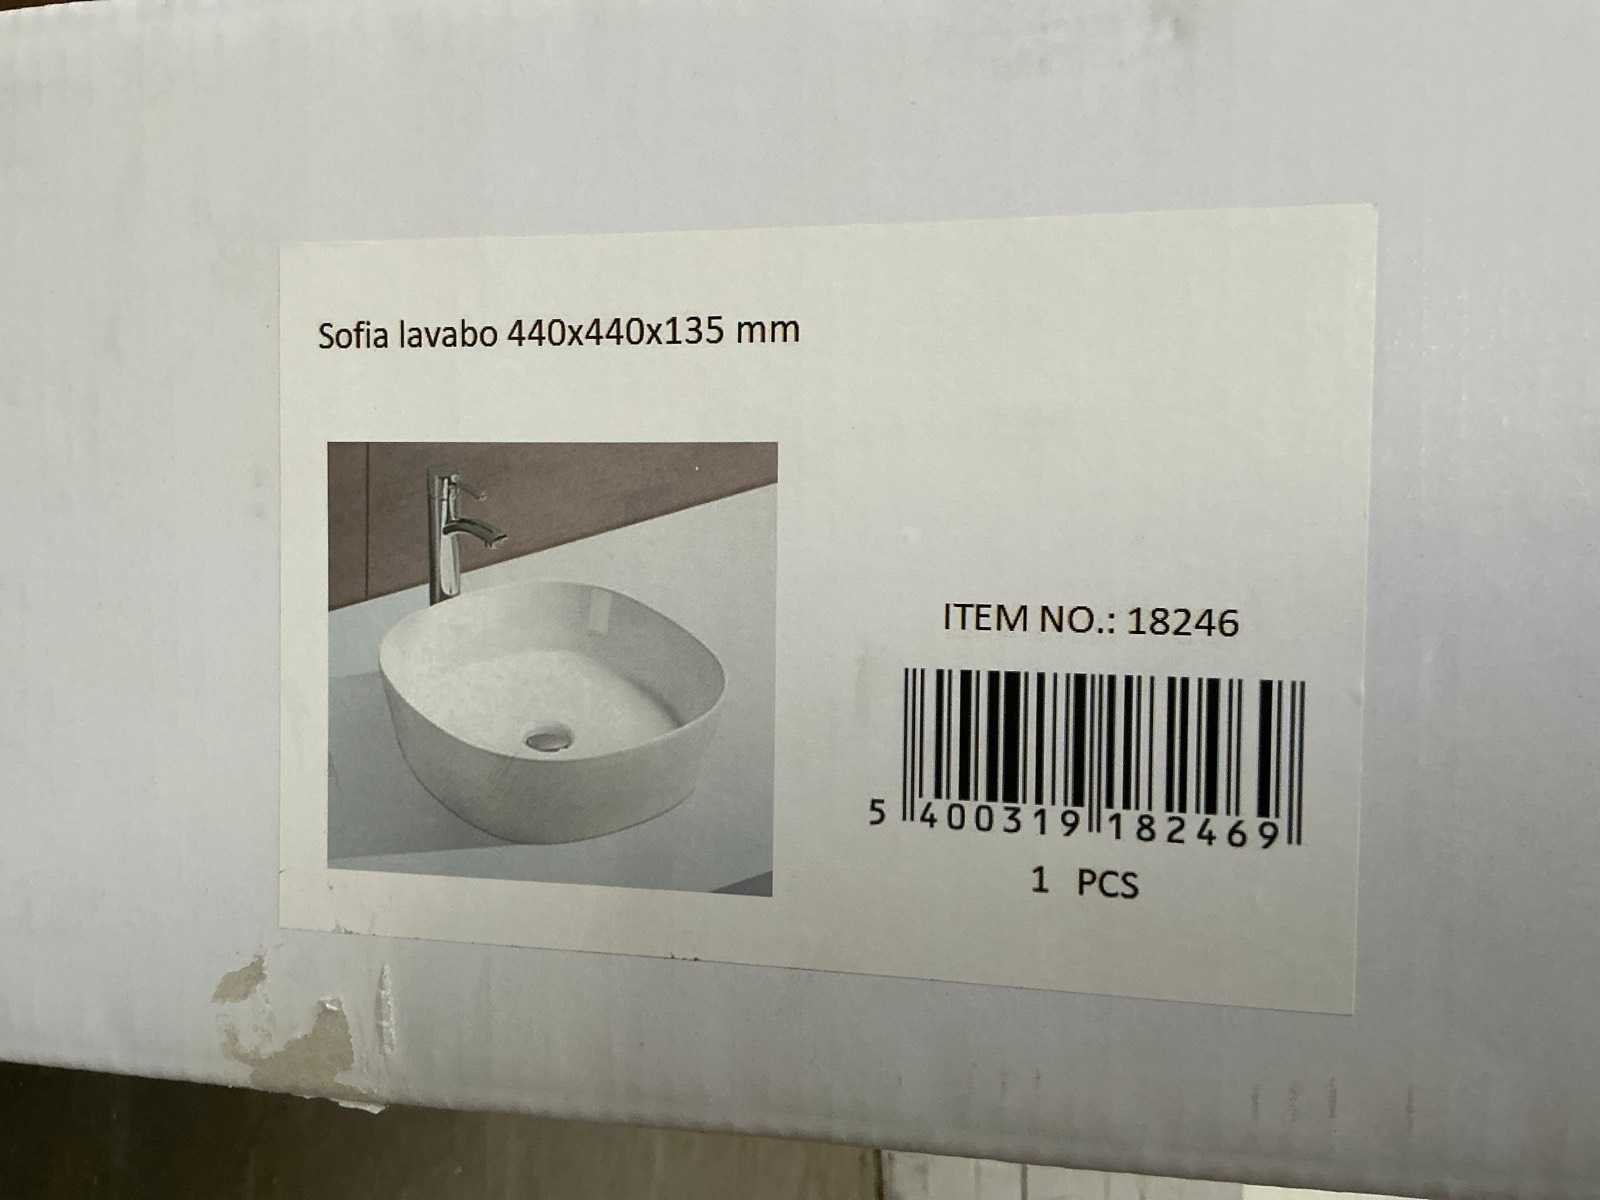 Sofia lavabo 440x440x135 mm
ITEM NO.: 18246
5 400319 182469
1 PCS